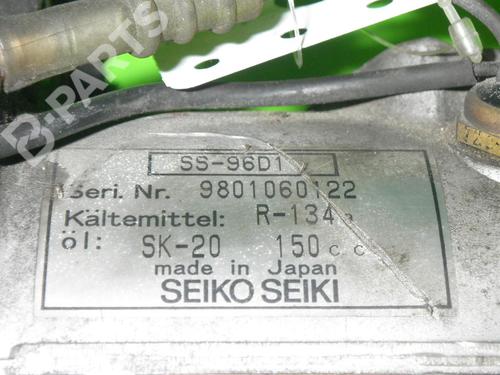 B-PARTS
SS-96D1
Seri. Nr. 9801060122
Kältemittel: R-134a
öl: SK-20 150cc
made in Japan
SEIKO SEIKI